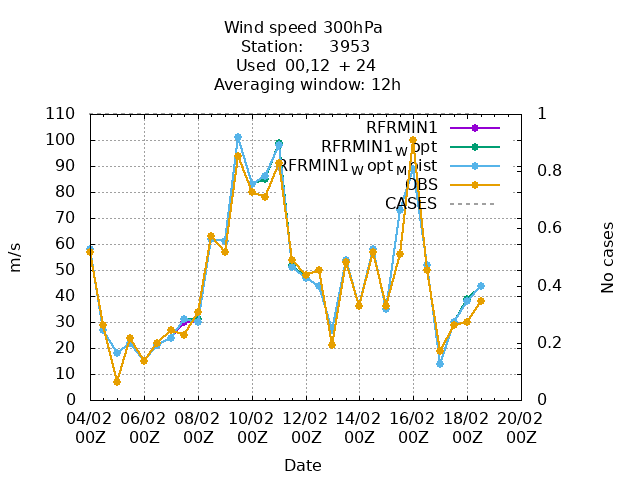 Wind speed 300hPa
Station: 3953
Used 00,12 + 24
Averaging window: 12h
110
100
90
80
70
60
50
40
30
20
10
0
m/s
1
0.8
0.6
0.4
0.2
0
No cases
RFRMIN1
RFRMIN1W opt
RFRMIN1W optMoist
OBS
CASES
04/02 06/02 08/02 10/02 12/02 14/02 16/02 18/02 20/02
00Z 00Z 00Z 00Z 00Z 00Z 00Z 00Z 00Z
Date